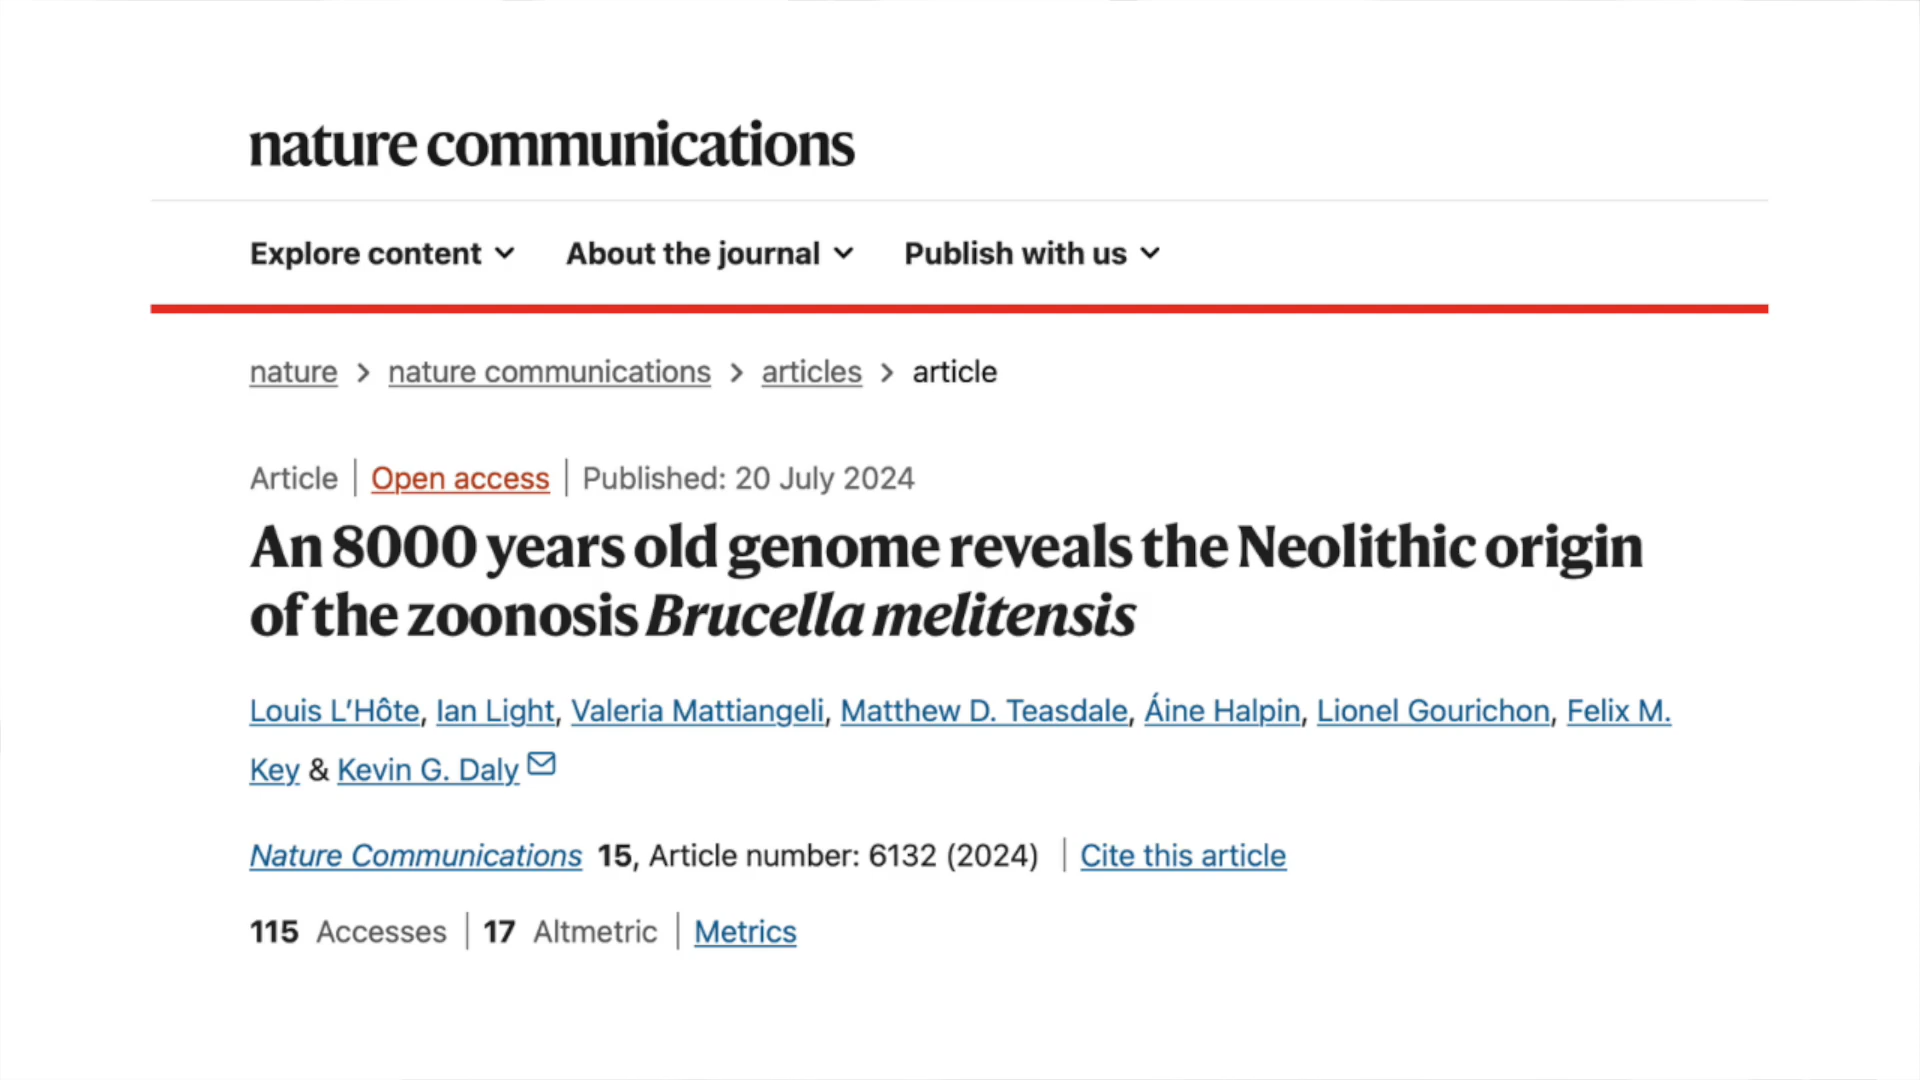 nature communications
Explore content About the journal Publish with us
nature > nature communications > articles > article
Article | Open access | Published: 20 July 2024
An 8000 years old genome reveals the Neolithic origin
of the zoonosis Brucella melitensis
Louis L’Hôte, Ian Light, Valeria Mattiangeli, Matthew D. Teasdale, Áine Halpin, Lionel Gourichon, Felix M.
Key & Kevin G. Daly
Nature Communications 15, Article number: 6132 (2024) | Cite this article
115 Accesses | 17 Altmetric | Metrics